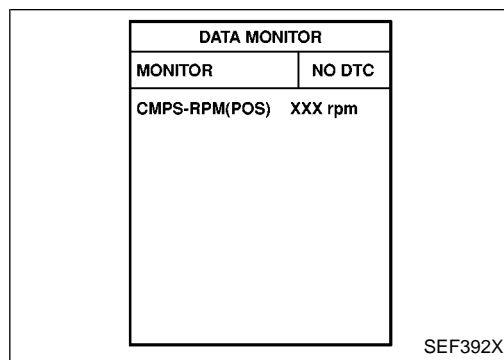 DATA MONITOR
MONITOR NO DTC
CMPS-RPM(POS) XXX rpm
SEF392X